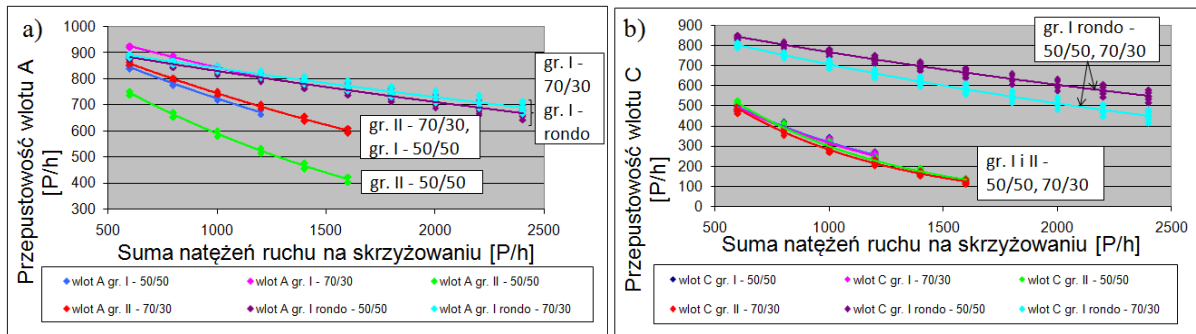 a)
Przepustowość wlotu A
[P/h]
1000
900
800
700
600
500
400
300
500
1000
1500
2000
2500
gr. I -
70/30
gr. I -
rondo
gr. II - 70/30,
gr. I - 50/50
gr. II - 50/50
Suma natężeń ruchu na skrzyżowaniu [P/h]
wlot A gr. I - 50/50
wlot A gr. I - 70/30
wlot A gr. II - 50/50
wlot A gr. II - 70/30
wlot A gr. I rondo - 50/50
wlot A gr. I rondo - 70/30
b)
Przepustowość wlotu C
[P/h]
900
800
700
600
500
400
300
200
100
0
500
1000
1500
2000
2500
gr. I rondo -
50/50, 70/30
gr. I i II -
50/50, 70/30
Suma natężeń ruchu na skrzyżowaniu [P/h]
wlot C gr. I - 50/50
wlot C gr. I - 70/30
wlot C gr. II - 50/50
wlot C gr. II - 70/30
wlot C gr. I rondo - 50/50
wlot C gr. I rondo - 70/30